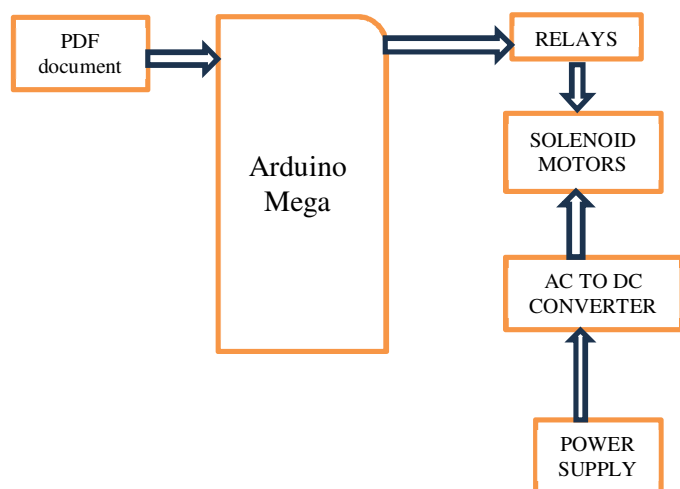 PDF
document
Arduino
Mega
RELAYS
SOLENOID
MOTORS
AC TO DC
CONVERTER
POWER
SUPPLY